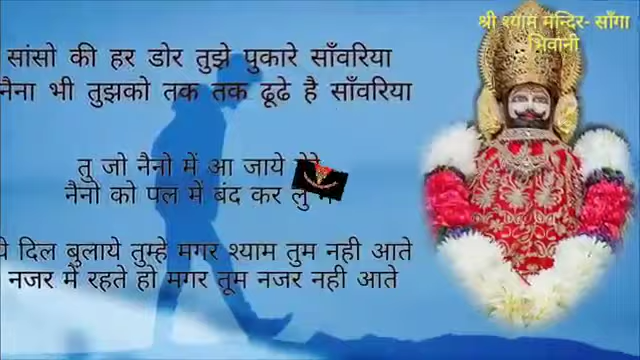 श्री श्याम मन्दिर- साँगा
भिवानी
सांसो की हर डोर तुझे पुकारे साँवरिया
नैना भी तुझको तक तक ढूढे है साँवरिया
तु जो नैनो में आ जाये
नैनो को पल में बंद कर लु
दिल बुलाये तुम्हे मगर श्याम तुम नही आते
नजर में रहते हो मगर तूम नजर नही आते